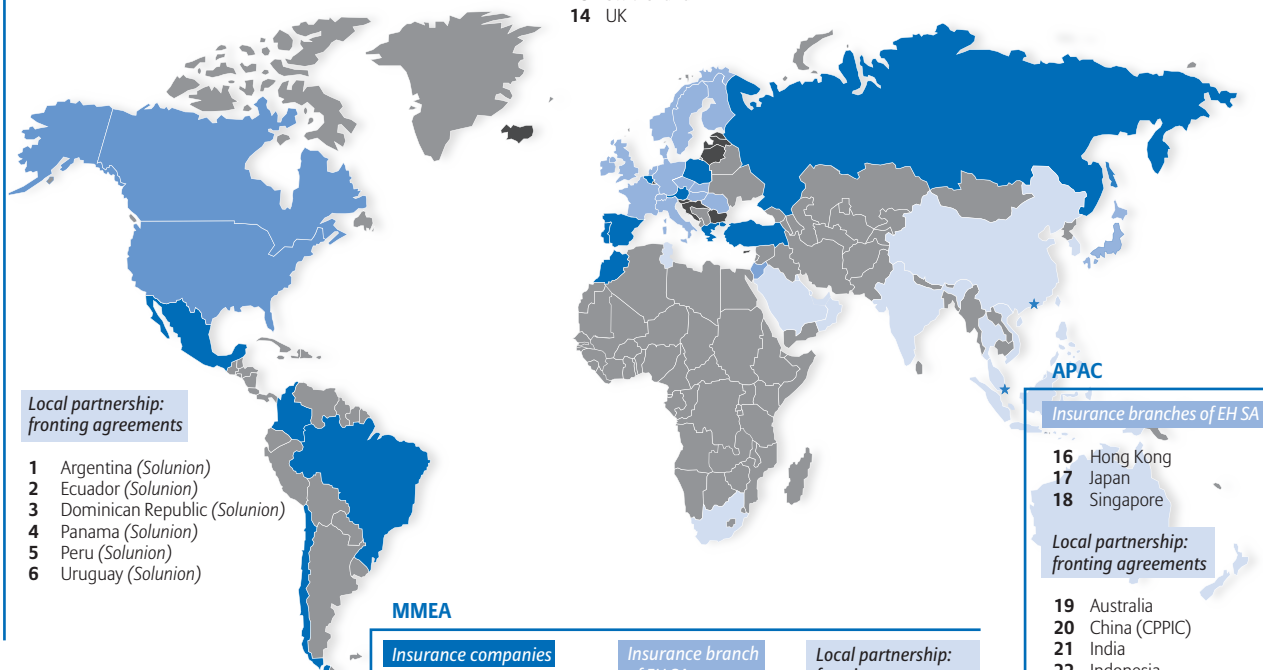 14 UK
Local partnership:
fronting agreements
1 Argentina (Solunion)
2 Ecuador (Solunion)
3 Dominican Republic (Solunion)
4 Panama (Solunion)
5 Peru (Solunion)
6 Uruguay (Solunion)
MMEA
Insurance companies
Insurance branch
Local partnership:
APAC
Insurance branches of EH SA
16 Hong Kong
17 Japan
18 Singapore
Local partnership:
fronting agreements
19 Australia
20 China (CPPIC)
21 India
22 Indonesia